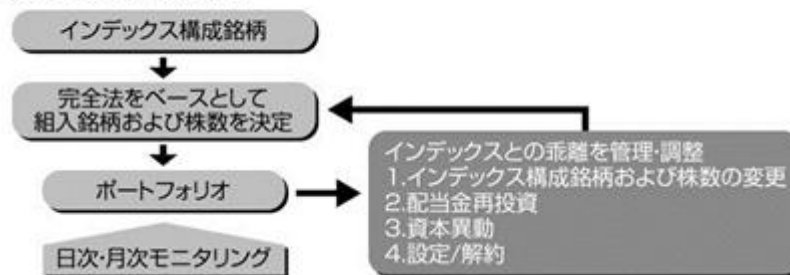 インデックス構成銘柄
完全法をベースとして
組入銘柄および株数を決定
ポートフォリオ
日次・月次モニタリング
インデックスとの乖離を管理・調整
1.インデックス構成銘柄および株数の変更
2.配当金再投資
3.資本異動
4.設定/解約